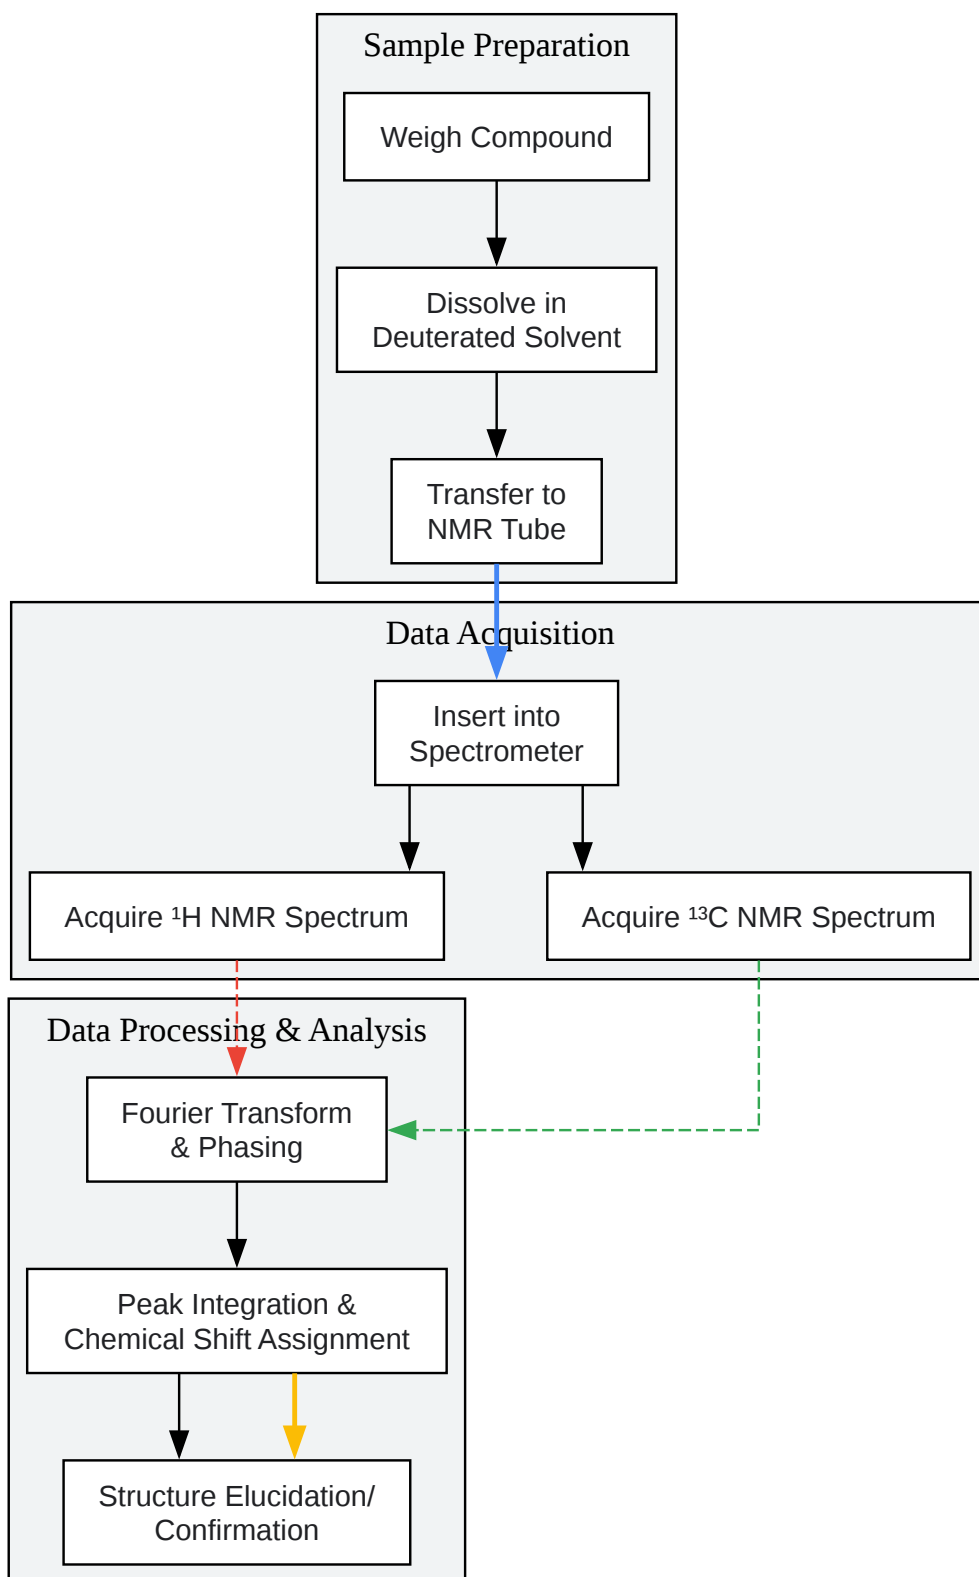 Sample Preparation
Weigh Compound
Dissolve in
Deuterated Solvent
Transfer to
NMR Tube
Data Acquisition
Insert into
Spectrometer
Acquire ¹H NMR Spectrum
Acquire ¹³C NMR Spectrum
Data Processing & Analysis
Fourier Transform
& Phasing
Peak Integration &
Chemical Shift Assignment
Structure Elucidation/
Confirmation